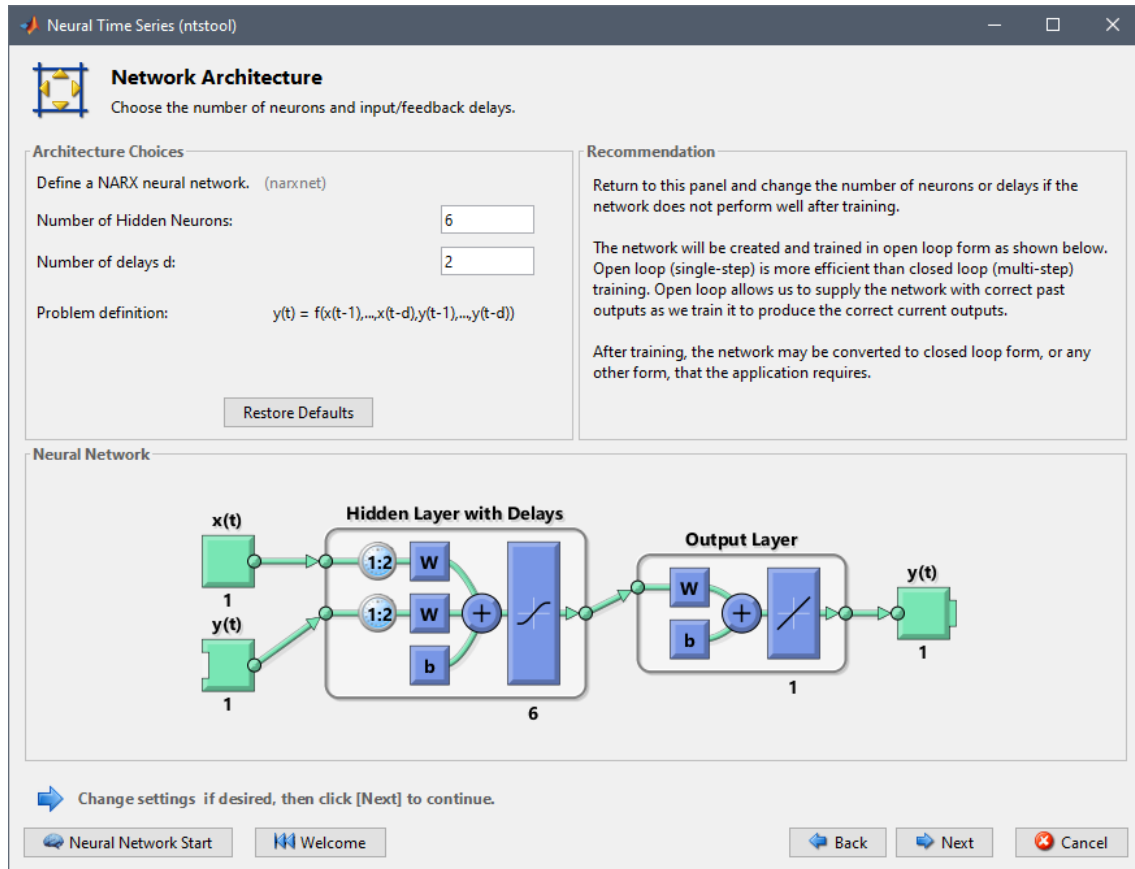 Neural Time Series (ntstool)
Network Architecture
Choose the number of neurons and input/feedback delays.
Architecture Choices
Define a NARX neural network. (narxnet)
Number of Hidden Neurons: 6
Number of delays d: 2
Problem definition: y(t) = f(x(t-1),...,x(t-d),y(t-1),...,y(t-d))
Restore Defaults
Recommendation
Return to this panel and change the number of neurons or delays if the
network does not perform well after training.
The network will be created and trained in open loop form as shown below.
Open loop (single-step) is more efficient than closed loop (multi-step)
training. Open loop allows us to supply the network with correct past
outputs as we train it to produce the correct current outputs.
After training, the network may be converted to closed loop form, or any
other form, that the application requires.
Neural Network
Hidden Layer with Delays
x(t)
1:2 W
1
y(t)
1:2 W
b
1
6
Output Layer
W
b
1
y(t)
1
Change settings if desired, then click [Next] to continue.
Neural Network Start Welcome Back Next Cancel